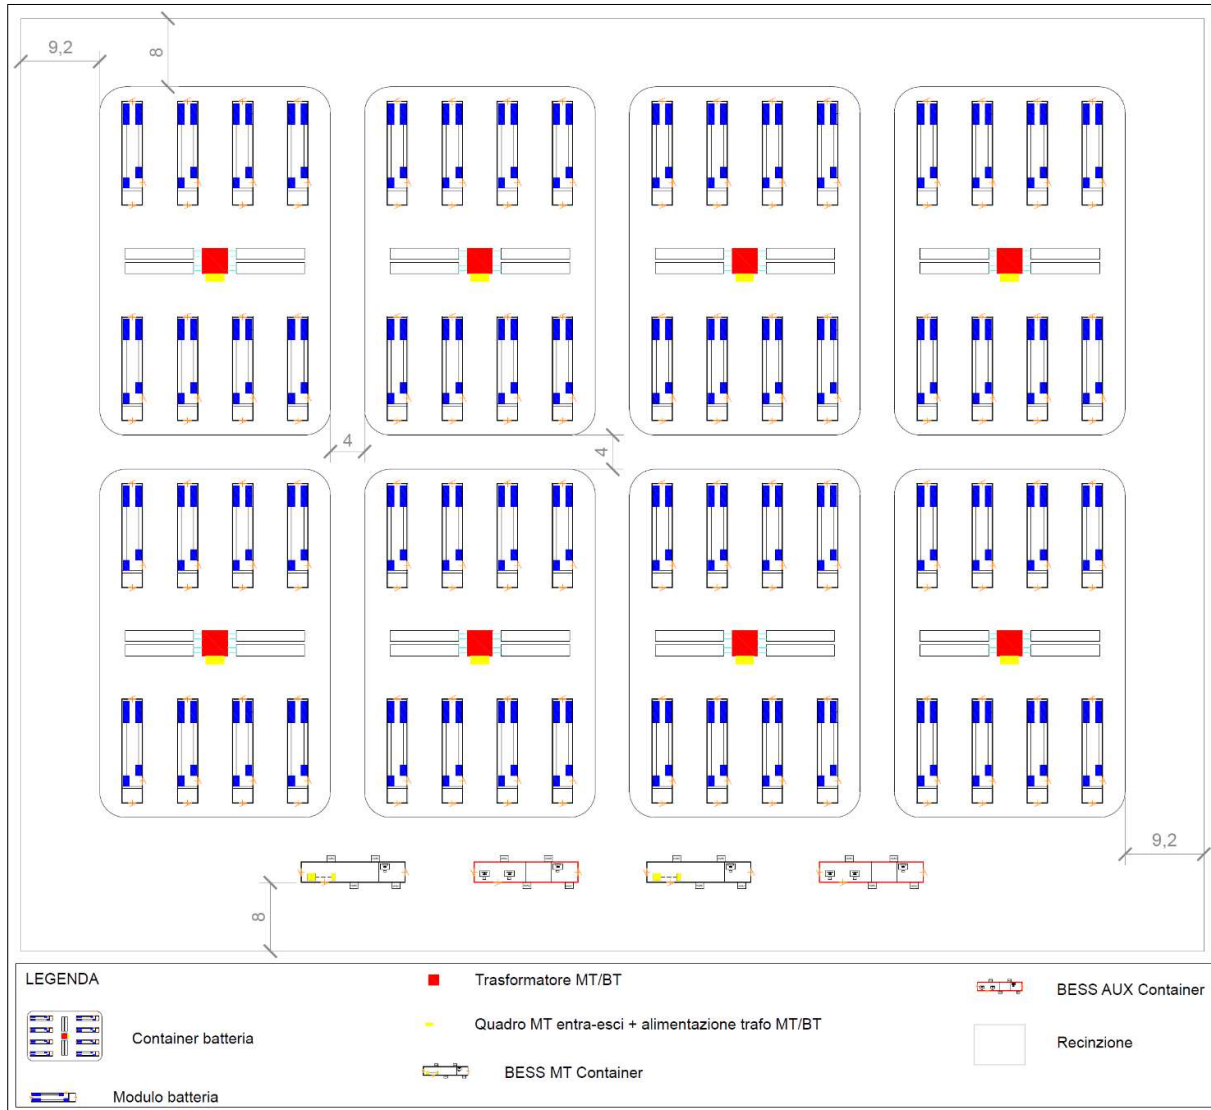 9,2
8
4
4
9,2
8
LEGENDA
Trasformatore MT/BT
BESS AUX Container
Container batteria
Quadro MT entra-esci + alimentazione trafo MT/BT
Recinzione
BESS MT Container
Modulo batteria